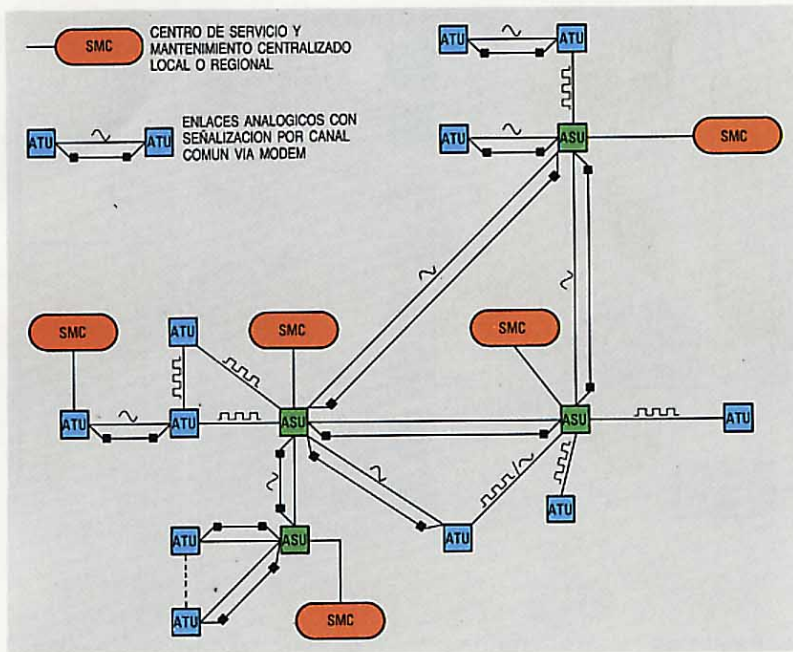 SMC
CENTRO DE SERVICIO Y
MANTENIMIENTO CENTRALIZADO
LOCAL O REGIONAL
ATU
ATU
ENLACES ANALOGICOS CON
SEÑALIZACION POR CANAL
COMUN VIA MODEM
ATU
ATU
ATU
ASU
SMC
SMC
ATU
SMC
SMC
ATU
ATU
ASU
ASU
ATU
ATU
ATU
ASU
ATU
ATU
SMC